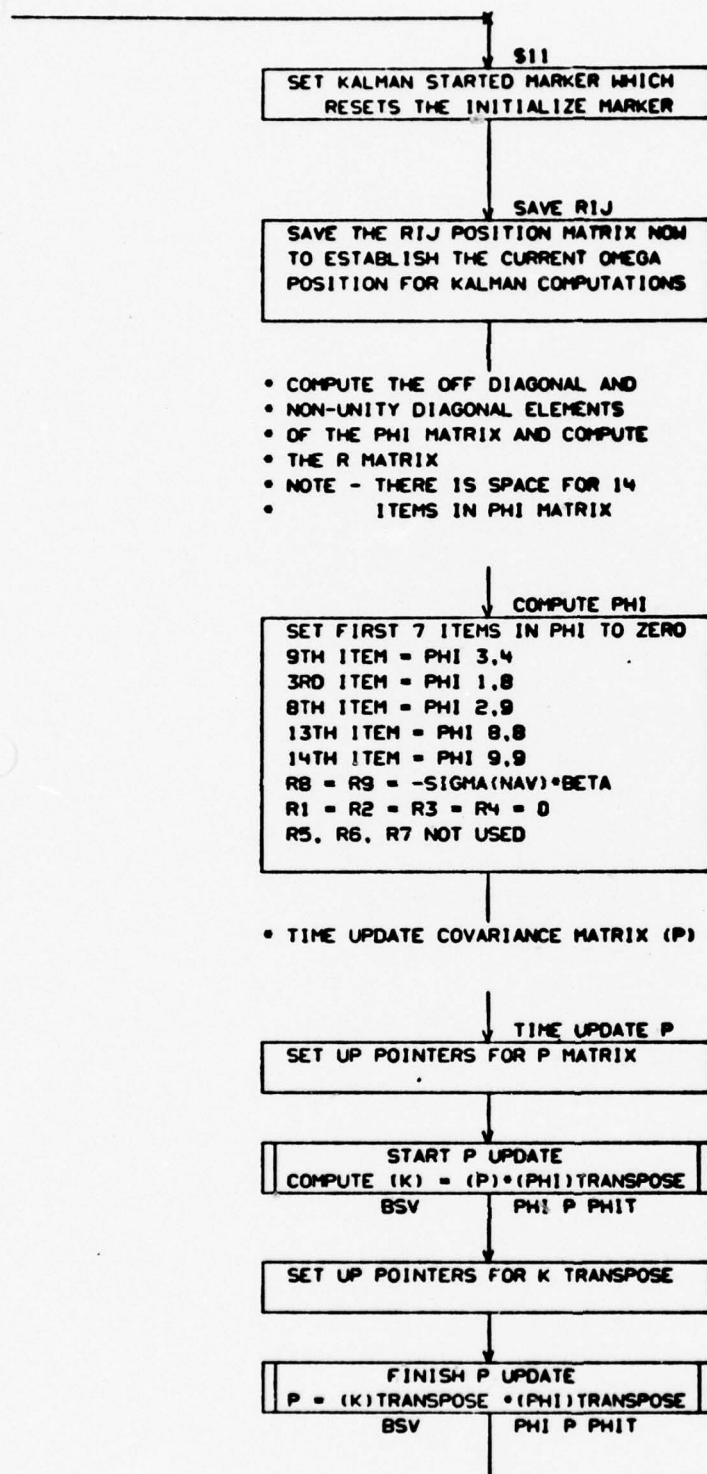 $11
SET KALMAN STARTED MARKER WHICH
RESETS THE INITIALIZE MARKER
SAVE RIJ
SAVE THE RIJ POSITION MATRIX NOW
TO ESTABLISH THE CURRENT OMEGA
POSITION FOR KALMAN COMPUTATIONS
* COMPUTE THE OFF DIAGONAL AND
* NON-UNITY DIAGONAL ELEMENTS
* OF THE PHI MATRIX AND COMPUTE
* THE R MATRIX
* NOTE - THERE IS SPACE FOR 14
* ITEMS IN PHI MATRIX
COMPUTE PHI
SET FIRST 7 ITEMS IN PHI TO ZERO
9TH ITEM = PHI 3,4
3RD ITEM = PHI 1,8
8TH ITEM = PHI 2,9
13TH ITEM = PHI 8,8
14TH ITEM = PHI 9,9
R8 = R9 = -SIGMA(NAV)*BETA
R1 = R2 = R3 = R4 = 0
R5, R6, R7 NOT USED
* TIME UPDATE COVARIANCE MATRIX (P)
TIME UPDATE P
SET UP POINTERS FOR P MATRIX
START P UPDATE
COMPUTE (K) = (P)*(PHI)TRANSPOSE
BSV PHI P PHIT
SET UP POINTERS FOR K TRANSPOSE
FINISH P UPDATE
P = (K)TRANSPOSE *(PHI)TRANSPOSE
BSV PHI P PHIT